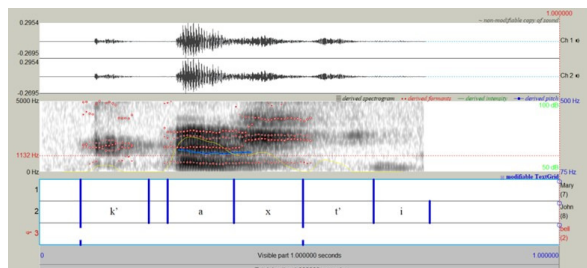 1.000000
0.2954
~ non-modifiable copy of sound
Ch 1
-0.2695
0.2954
Ch 2
-0.2695
derived spectrogram derived formants derived intensity derived pitch
5000 Hz 500 Hz
100 dB
1132 Hz
50 dB
0 Hz 75 Hz
modifiable TextGrid
1 Mary
(7)
2 k' a x t' i John
(8)
3 bell
(2)
0 Visible part 1.000000 seconds 1.000000